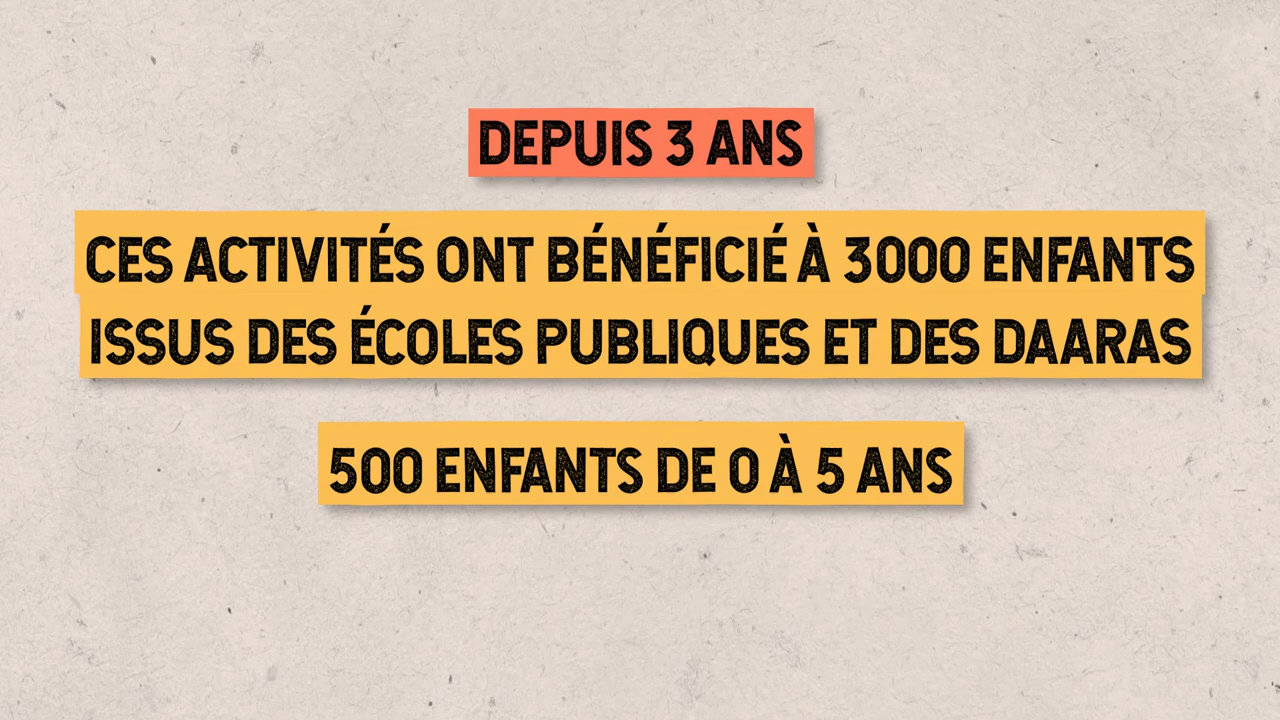 DEPUIS 3 ANS
CES ACTIVITÉS ONT BÉNÉFICIÉ À 3000 ENFANTS
ISSUS DES ÉCOLES PUBLIQUES ET DES DAARAS
500 ENFANTS DE 0 À 5 ANS